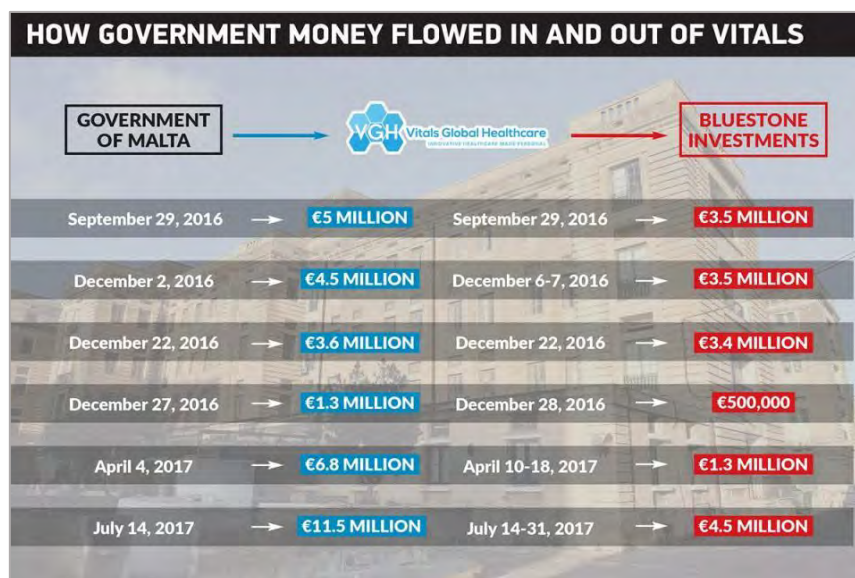 HOW GOVERNMENT MONEY FLOWED IN AND OUT OF VITALS
GOVERNMENT
OF MALTA
VGH Vitals Global Healthcare
INNOVATIVE HEALTHCARE MADE PERSONAL
BLUESTONE
INVESTMENTS
September 29, 2016 → €5 MILLION September 29, 2016 → €3.5 MILLION
December 2, 2016 → €4.5 MILLION December 6-7, 2016 → €3.5 MILLION
December 22, 2016 → €3.6 MILLION December 22, 2016 → €3.4 MILLION
December 27, 2016 → €1.3 MILLION December 28, 2016 → €500,000
April 4, 2017 → €6.8 MILLION April 10-18, 2017 → €1.3 MILLION
July 14, 2017 → €11.5 MILLION July 14-31, 2017 → €4.5 MILLION